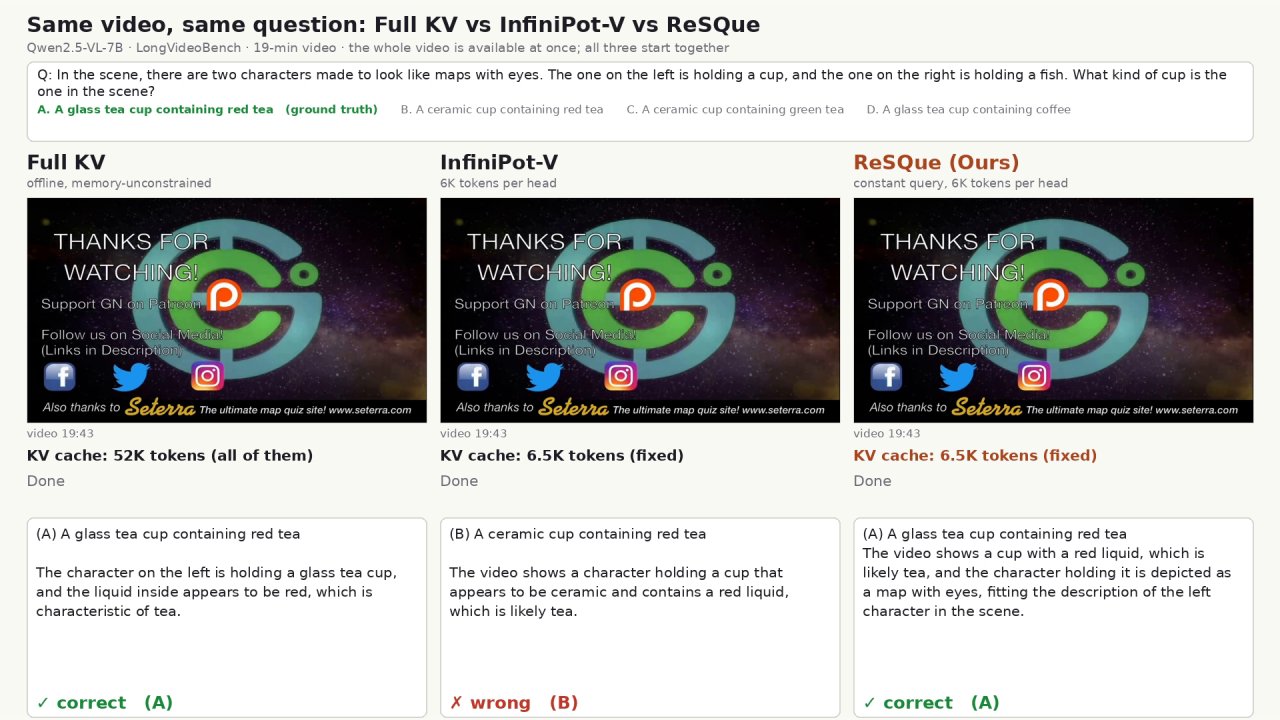 Same video, same question: Full KV vs InfiniPot-V vs ReSQue
Qwen2.5-VL-7B · LongVideoBench · 19-min video · the whole video is available at once; all three start together
Q: In the scene, there are two characters made to look like maps with eyes. The one on the left is holding a cup, and the one on the right is holding a fish. What kind of cup is the
one in the scene?
A. A glass tea cup containing red tea (ground truth) B. A ceramic cup containing red tea C. A ceramic cup containing green tea D. A glass tea cup containing coffee
Full KV
offline, memory-unconstrained
THANKS FOR
WATCHING!
Support GN on Patreon
Follow us on Social Media!
(Links in Description)
Also thanks to Seterra The ultimate map quiz site! www.seterra.com
video 19:43
KV cache: 52K tokens (all of them)
Done
(A) A glass tea cup containing red tea
The character on the left is holding a glass tea cup,
and the liquid inside appears to be red, which is
characteristic of tea.
✓ correct (A)
InfiniPot-V
6K tokens per head
THANKS FOR
WATCHING!
Support GN on Patreon
Follow us on Social Media!
(Links in Description)
Also thanks to Seterra The ultimate map quiz site! www.seterra.com
video 19:43
KV cache: 6.5K tokens (fixed)
Done
(B) A ceramic cup containing red tea
The video shows a character holding a cup that
appears to be ceramic and contains a red liquid,
which is likely tea.
✗ wrong (B)
ReSQue (Ours)
constant query, 6K tokens per head
THANKS FOR
WATCHING!
Support GN on Patreon
Follow us on Social Media!
(Links in Description)
Also thanks to Seterra The ultimate map quiz site! www.seterra.com
video 19:43
KV cache: 6.5K tokens (fixed)
Done
(A) A glass tea cup containing red tea
The video shows a cup with a red liquid, which is
likely tea, and the character holding it is depicted as
a map with eyes, fitting the description of the left
character in the scene.
✓ correct (A)